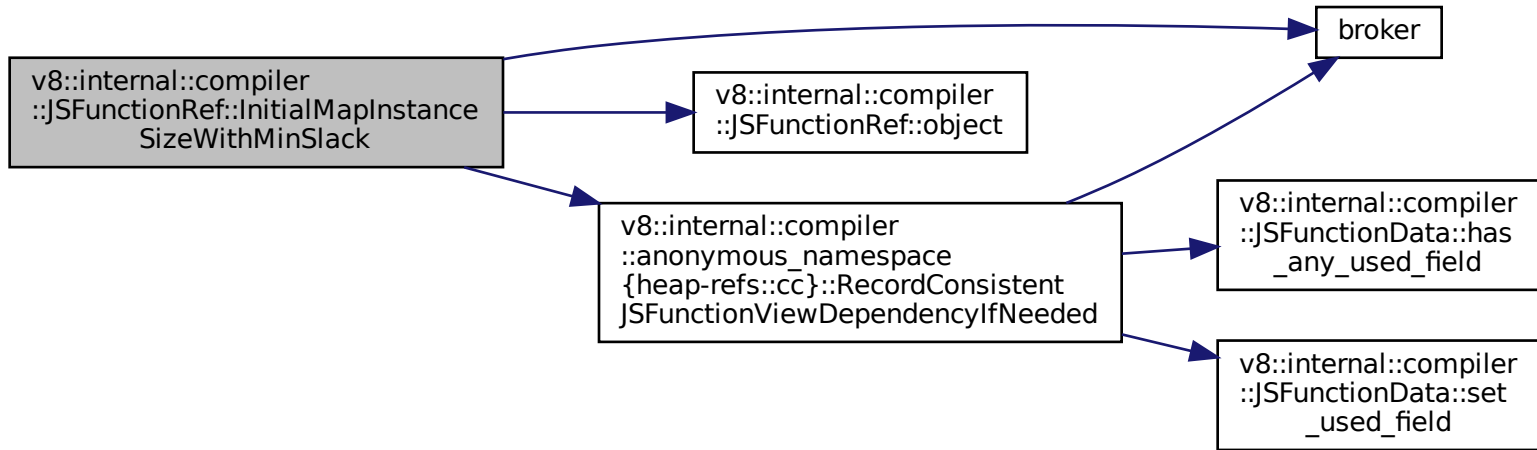 v8::internal::compiler
::JSFunctionRef::InitialMapInstance
SizeWithMinSlack
broker
v8::internal::compiler
::JSFunctionRef::object
v8::internal::compiler
::anonymous_namespace
{heap-refs::cc}::RecordConsistent
JSFunctionViewDependencyIfNeeded
v8::internal::compiler
::JSFunctionData::has
_any_used_field
v8::internal::compiler
::JSFunctionData::set
_used_field